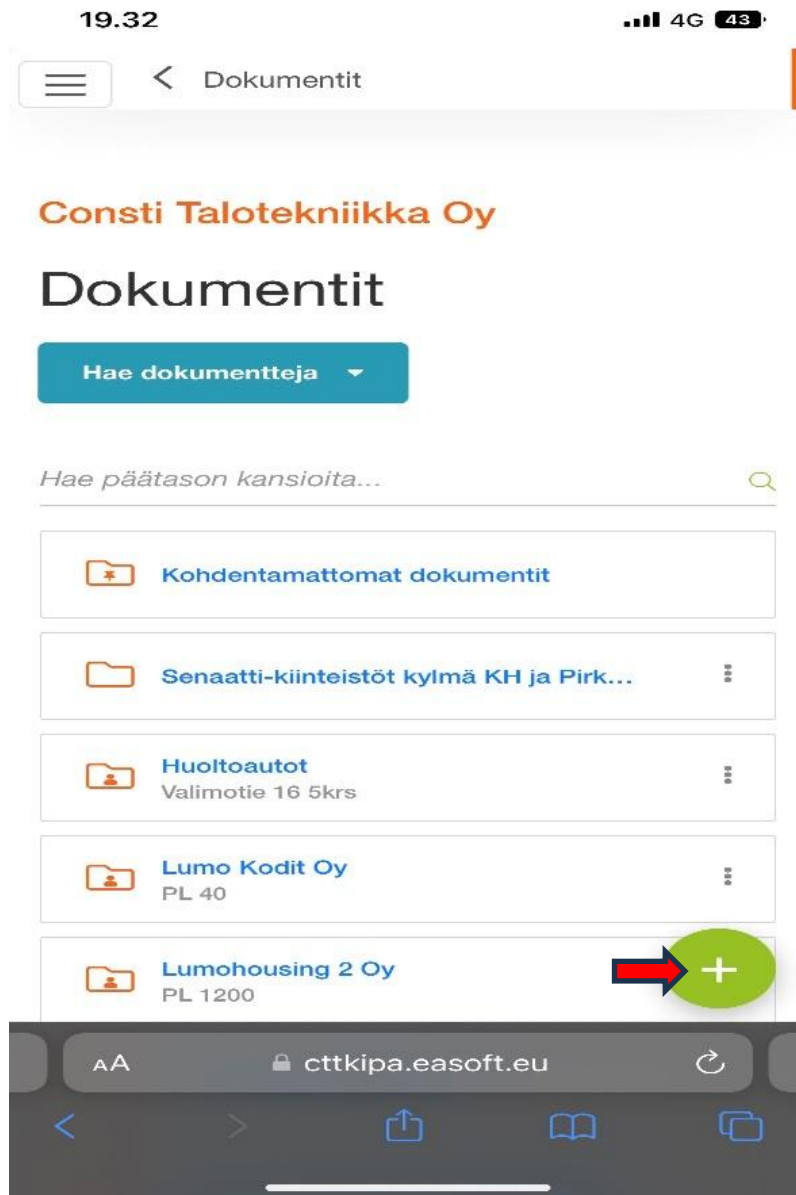 19.32
4G 43
Dokumentit
Consti Talotekniikka Oy
Dokumentit
Hae dokumentteja
Hae päätason kansioita...
Kohdentamattomat dokumentit
Senaatti-kiinteistöt kylmä KH ja Pirk...
Huoltoautot
Valimotie 16 5krs
Lumo Kodit Oy
PL 40
Lumohousing 2 Oy
PL 1200
+
AA cttkipa.easoft.eu